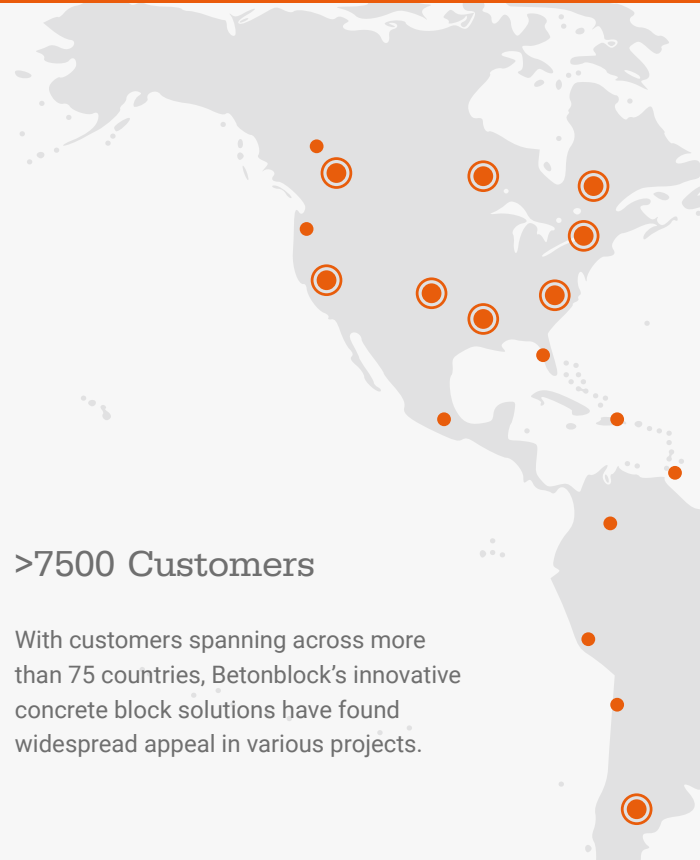 >7500 Customers
With customers spanning across more
than 75 countries, Betonblock’s innovative
concrete block solutions have found
widespread appeal in various projects.